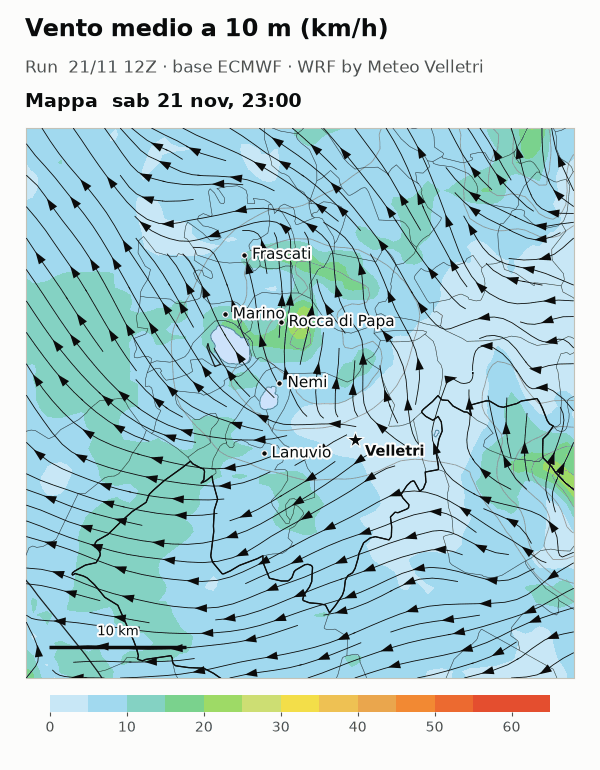 Vento medio a 10 m (km/h)
Run  21/11 12Z · base ECMWF · WRF by Meteo Velletri
Mappa  sab 21 nov, 23:00
Frascati
Marino
Rocca di Papa
Nemi
Velletri
Lanuvio
10 km
0 10 20 30 40 50 60